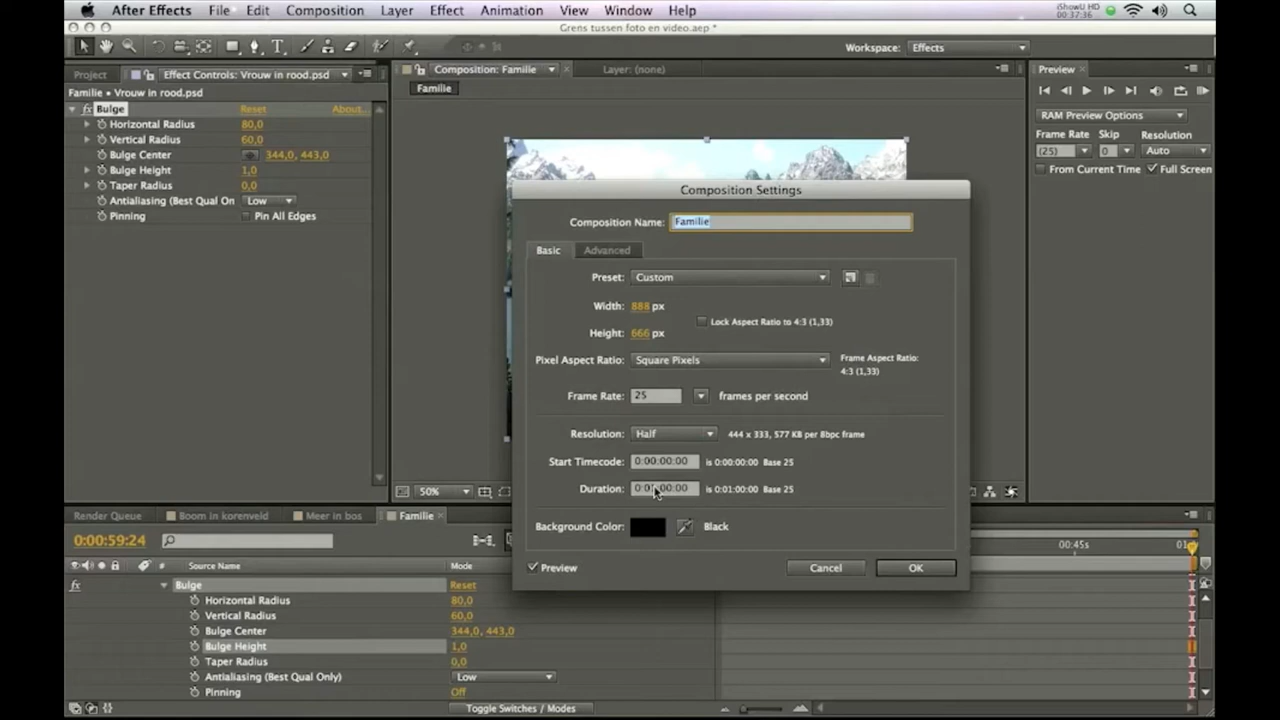 After Effects File Edit Composition Layer Effect Animation View Window Help
iShowU HD
00:37:36
Grens tussen foto en video.aep *
Workspace: Effects
Project Effect Controls: Vrouw in rood.psd
Composition: Familie Layer: (none)
Preview
Familie • Vrouw in rood.psd
Familie
fx Bulge Reset About...
Horizontal Radius 80,0
Vertical Radius 60,0
Bulge Center 344,0, 443,0
Bulge Height 1,0
Taper Radius 0,0
Antialiasing (Best Qual On Low
Pinning Pin All Edges
RAM Preview Options
Frame Rate Skip Resolution
(25) 0 Auto
From Current Time Full Screen
Composition Settings
Composition Name: Familie
Basic Advanced
Preset: Custom
Width: 888 px
Lock Aspect Ratio to 4:3 (1,33)
Height: 666 px
Pixel Aspect Ratio: Square Pixels
Frame Aspect Ratio:
4:3 (1,33)
Frame Rate: 25 frames per second
Resolution: Half 444 x 333, 577 KB per 8bpc frame
Start Timecode: 0:00:00:00 is 0:00:00:00 Base 25
Duration: 0:01:00:00 is 0:01:00:00 Base 25
Background Color: Black
Preview Cancel OK
50%
Render Queue Boom in korenveld Meer in bos Familie
0:00:59:24
00:45s
# Source Name Mode
fx Bulge Reset
Horizontal Radius 80,0
Vertical Radius 60,0
Bulge Center 344,0, 443,0
Bulge Height 1,0
Taper Radius 0,0
Antialiasing (Best Qual Only) Low
Pinning Off
Toggle Switches / Modes